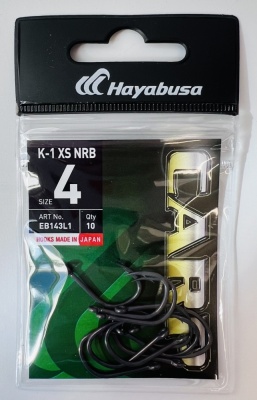 Hayabusa
K-1 XS NRB
4
SIZE
ART No. Qty
EB143L1 10
HOOKS MADE IN JAPAN
CARP